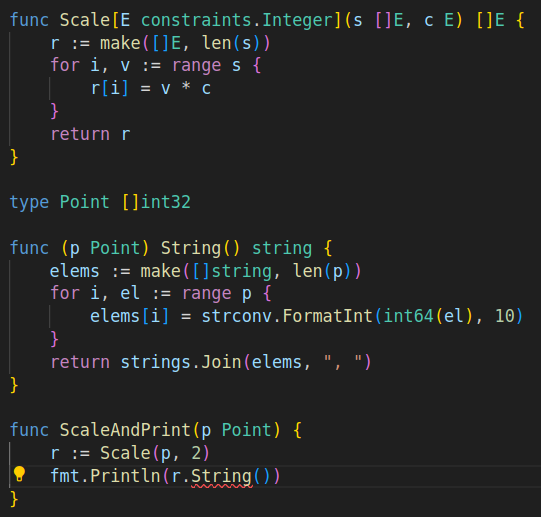 func Scale[E constraints.Integer](s []E, c E) []E {
    r := make([]E, len(s))
    for i, v := range s {
        r[i] = v * c
    }
    return r
}

type Point []int32

func (p Point) String() string {
    elems := make([]string, len(p))
    for i, el := range p {
        elems[i] = strconv.FormatInt(int64(el), 10)
    }
    return strings.Join(elems, ", ")
}

func ScaleAndPrint(p Point) {
    r := Scale(p, 2)
    fmt.Println(r.String())
}